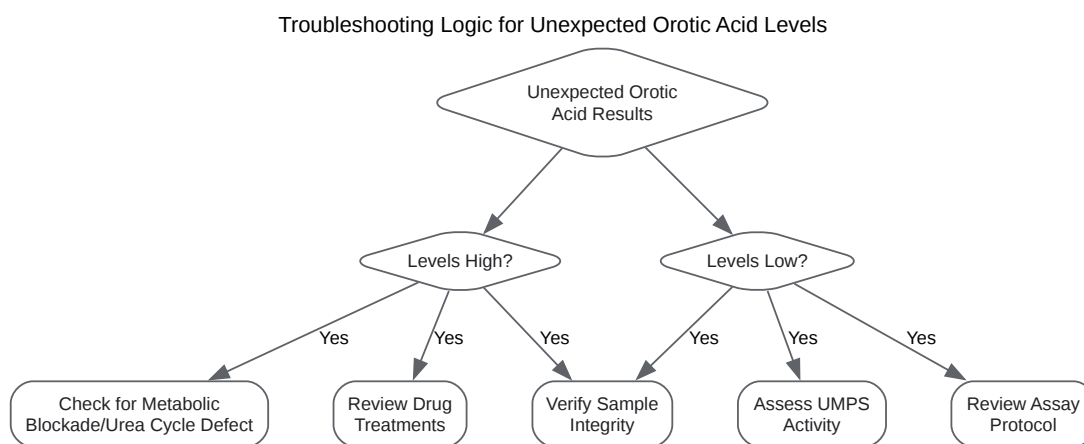 Troubleshooting Logic for Unexpected Orotic Acid Levels
Unexpected Orotic
Acid Results
Levels High?
Levels Low?
Yes
Yes
Yes
Yes
Yes
Yes
Check for Metabolic
Blockade/Urea Cycle Defect
Review Drug
Treatments
Verify Sample
Integrity
Assess UMPS
Activity
Review Assay
Protocol